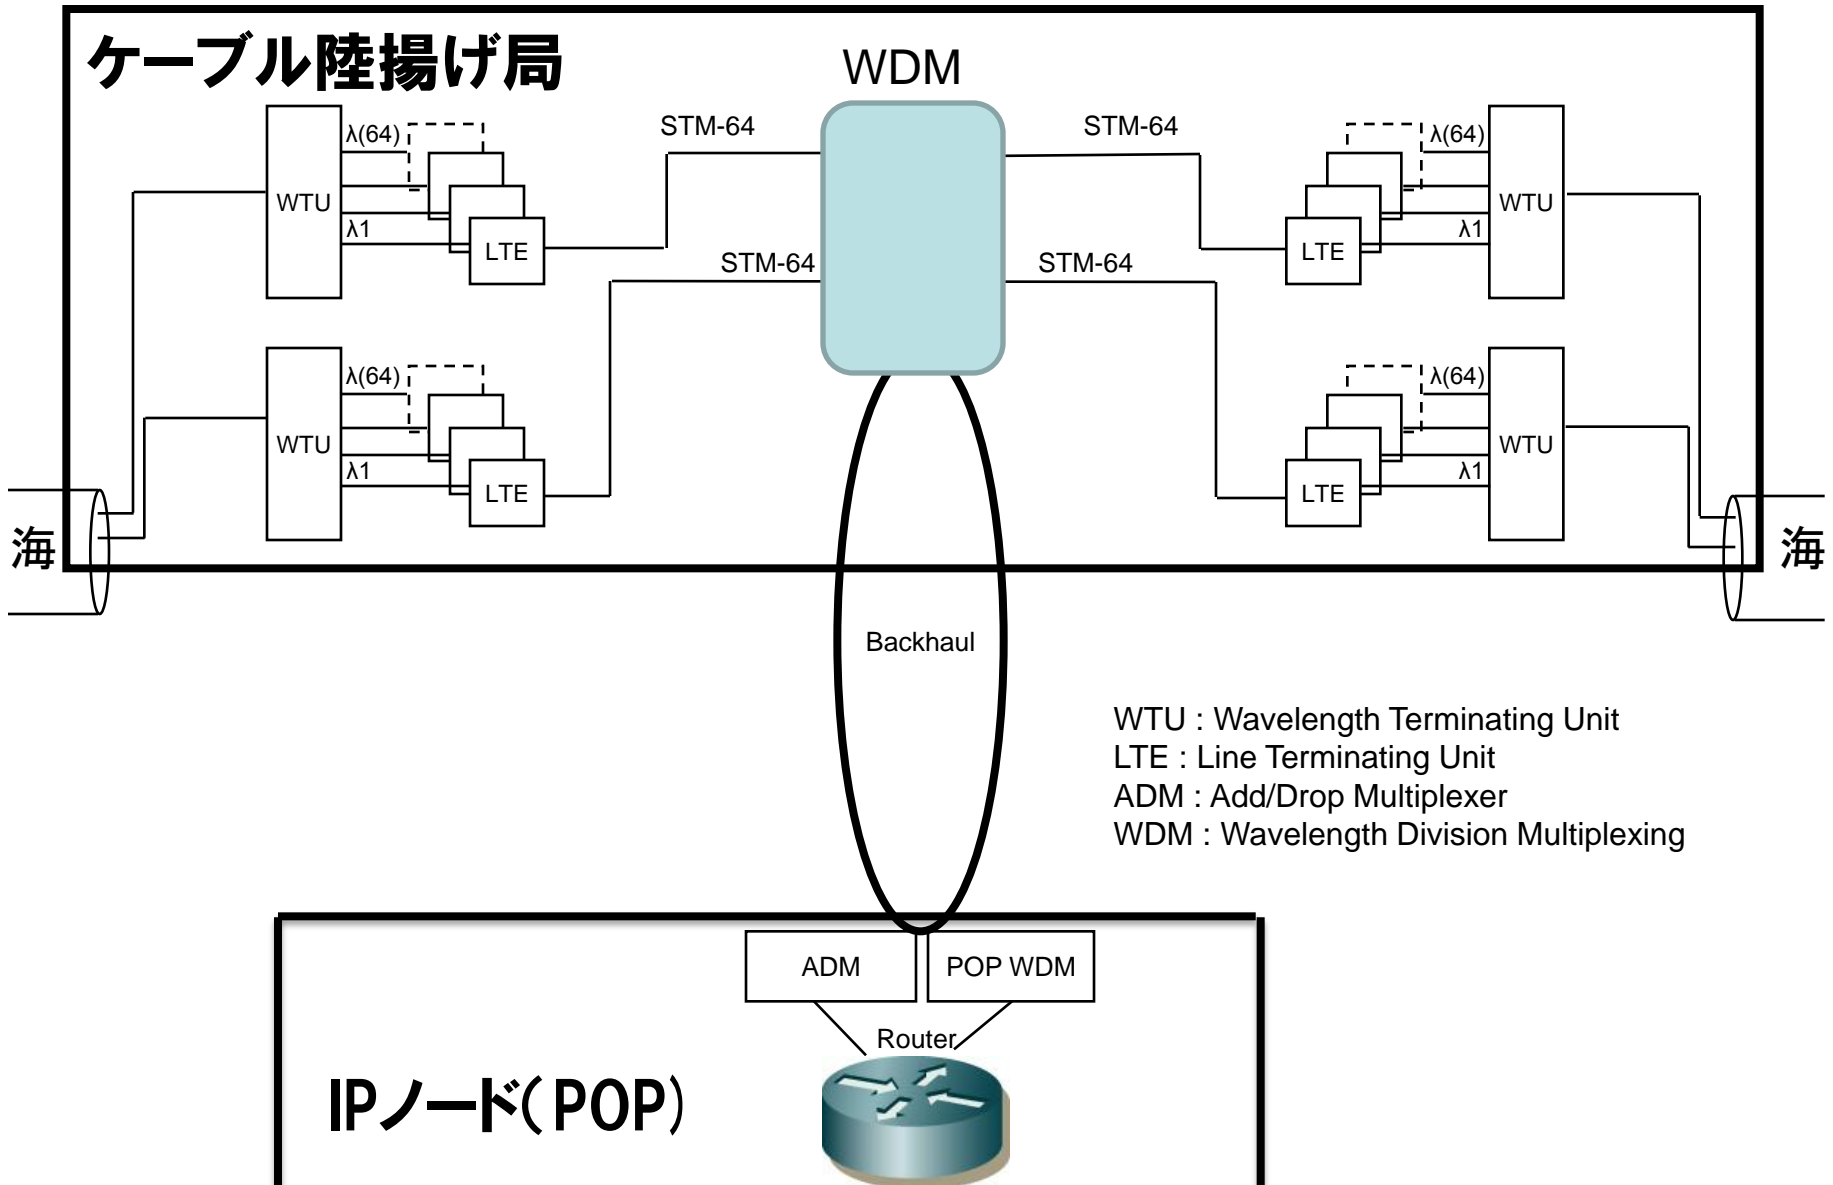 ケーブル陸揚げ局
WDM
STM-64
STM-64
λ(64)
λ(64)
WTU
WTU
λ1
λ1
LTE
LTE
STM-64
STM-64
λ(64)
λ(64)
WTU
WTU
λ1
λ1
LTE
LTE
海
海
Backhaul
WTU : Wavelength Terminating Unit
LTE : Line Terminating Unit
ADM : Add/Drop Multiplexer
WDM : Wavelength Division Multiplexing
ADM
POP WDM
Router
IPノード(POP)